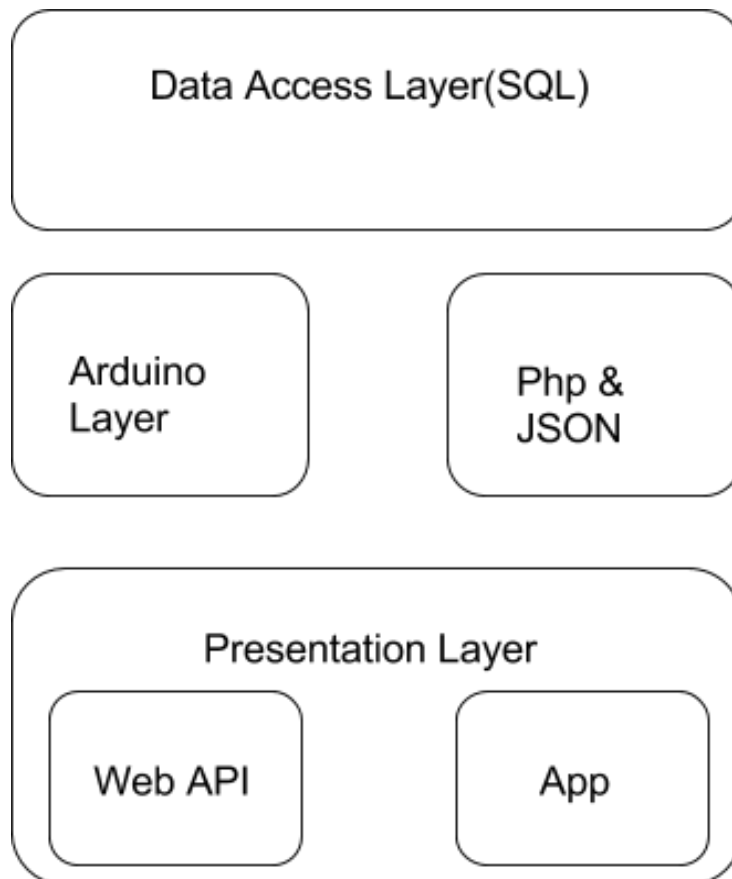 Data Access Layer(SQL)
Arduino
Layer
Php &
JSON
Presentation Layer
Web API
App